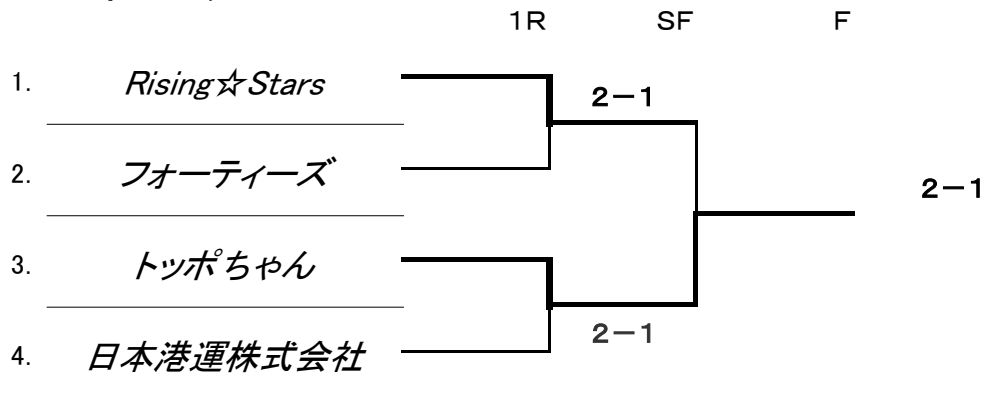 1R SF F
1. Rising☆Stars
2-1
2. フォーティーズ
2-1
3. トッポちゃん
2-1
4. 日本港運株式会社